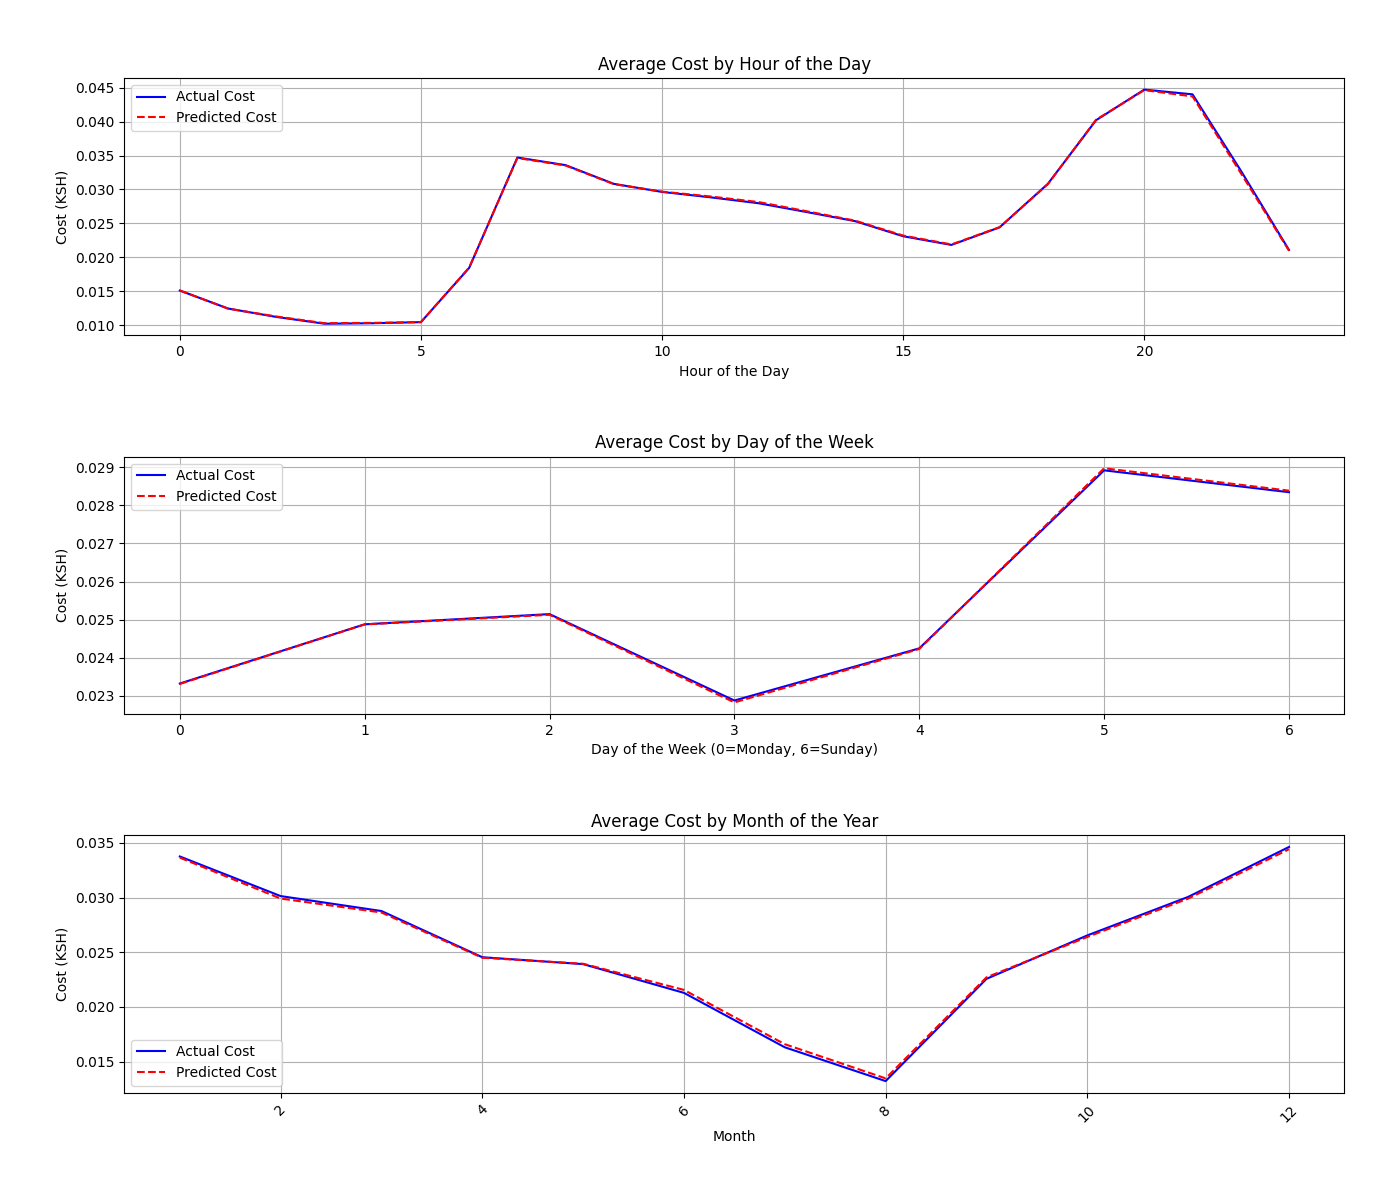 Average Cost by Hour of the Day
Actual Cost
Predicted Cost
Cost (KSH)
0.045
0.040
0.035
0.030
0.025
0.020
0.015
0.010
0 5 10 15 20
Hour of the Day
Average Cost by Day of the Week
Actual Cost
Predicted Cost
Cost (KSH)
0.029
0.028
0.027
0.026
0.025
0.024
0.023
0 1 2 3 4 5 6
Day of the Week (0=Monday, 6=Sunday)
Average Cost by Month of the Year
Cost (KSH)
0.035
0.030
0.025
0.020
0.015
Actual Cost
Predicted Cost
2 4 6 8 10 12
Month